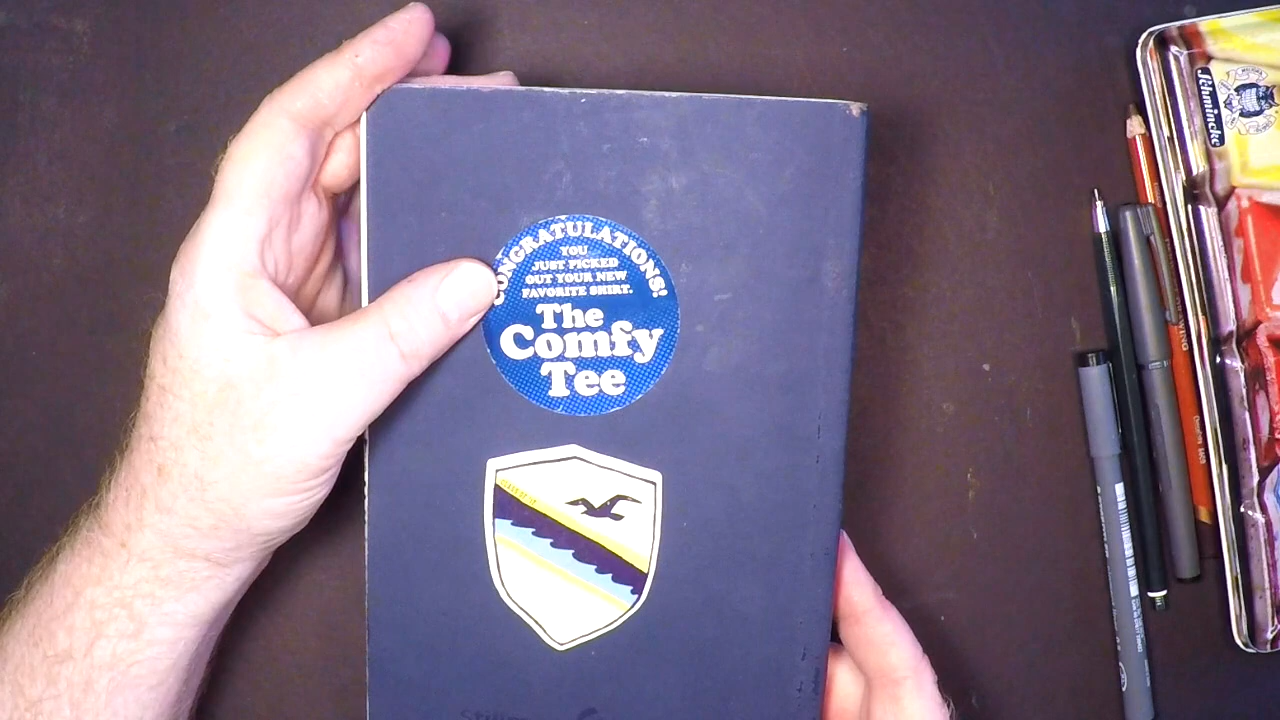 CONGRATULATIONS!
YOU
JUST PICKED
OUT YOUR NEW
FAVORITE SHIRT.
The
Comfy
Tee
Schmincke